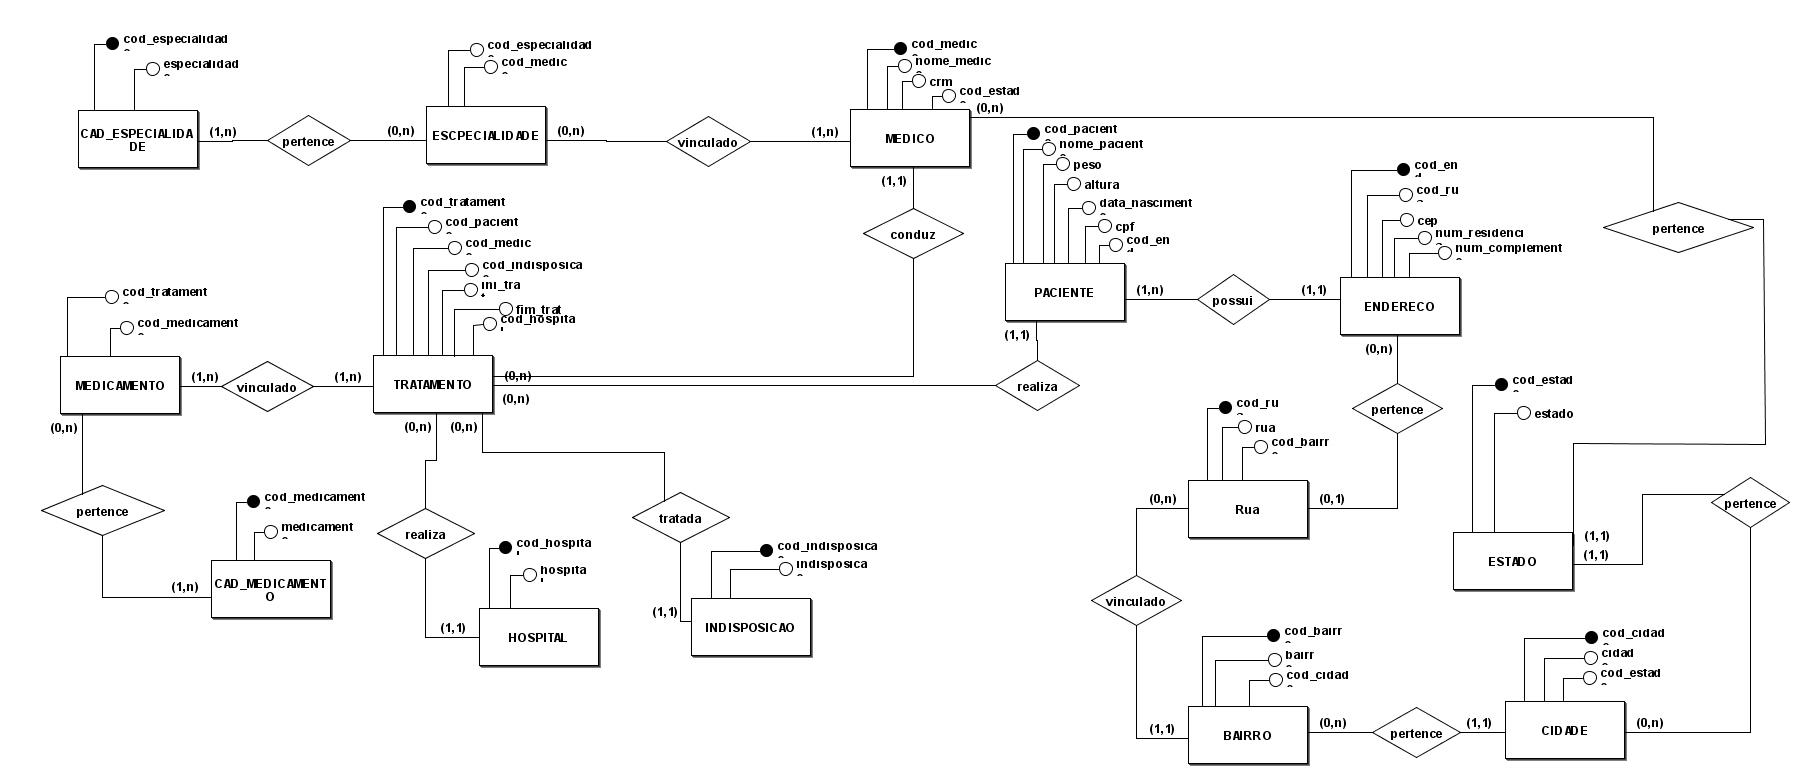 cod_especialidad
especialidad
CAD_ESPECIALIDA
DE
(1,n)
pertence
(0,n)
cod_especialidad
cod_medic
ESCPECIALIDADE
(0,n)
vinculado
(1,n)
cod_medic
nome_medic
crm
cod_estad
(0,n)
MEDICO
(1,1)
conduz
cod_pacient
nome_pacient
peso
altura
data_nasciment
cpf
cod_en
PACIENTE
(1,n)
possui
(1,1)
(1,1)
realiza
cod_en
cod_ru
cep
num_residenci
num_complement
ENDERECO
(0,n)
pertence
pertence
cod_tratament
cod_pacient
cod_medic
cod_indisposica
ini_tra
fim_trat
cod_hospita
TRATAMENTO
(0,n)
(0,n)
(0,n)
(0,n)
cod_tratament
cod_medicament
MEDICAMENTO
(1,n)
vinculado
(1,n)
(0,n)
pertence
cod_medicament
medicament
(1,n)
CAD_MEDICAMENT
O
realiza
cod_hospita
hospita
(1,1)
HOSPITAL
tratada
cod_indisposica
indisposica
(1,1)
INDISPOSICAO
cod_ru
rua
cod_bairr
(0,n)
Rua
(0,1)
vinculado
cod_estad
estado
ESTADO
(1,1)
(1,1)
pertence
cod_bairr
bairr
cod_cidad
(1,1)
BAIRRO
(0,n)
pertence
(1,1)
cod_cidad
cidad
cod_estad
CIDADE
(0,n)